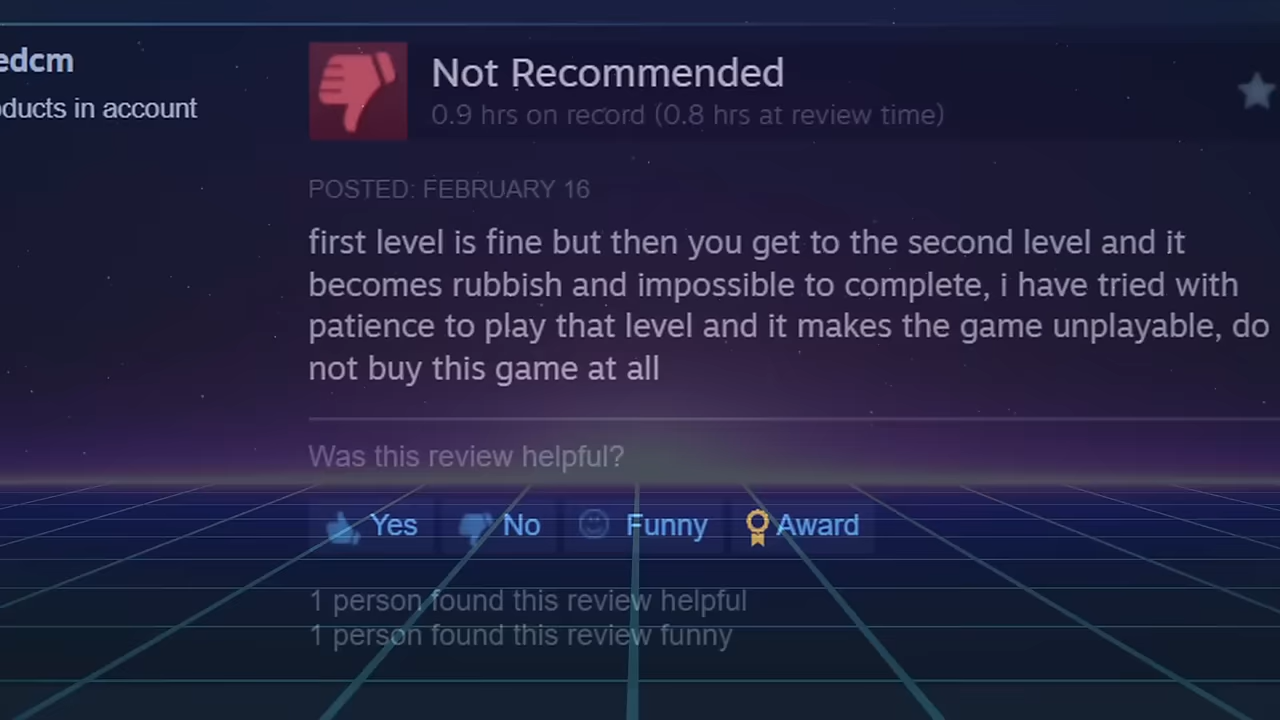 edcm
oducts in account
Not Recommended
0.9 hrs on record (0.8 hrs at review time)
POSTED: FEBRUARY 16
first level is fine but then you get to the second level and it
becomes rubbish and impossible to complete, i have tried with
patience to play that level and it makes the game unplayable, do
not buy this game at all
Was this review helpful?
Yes No Funny Award
1 person found this review helpful
1 person found this review funny